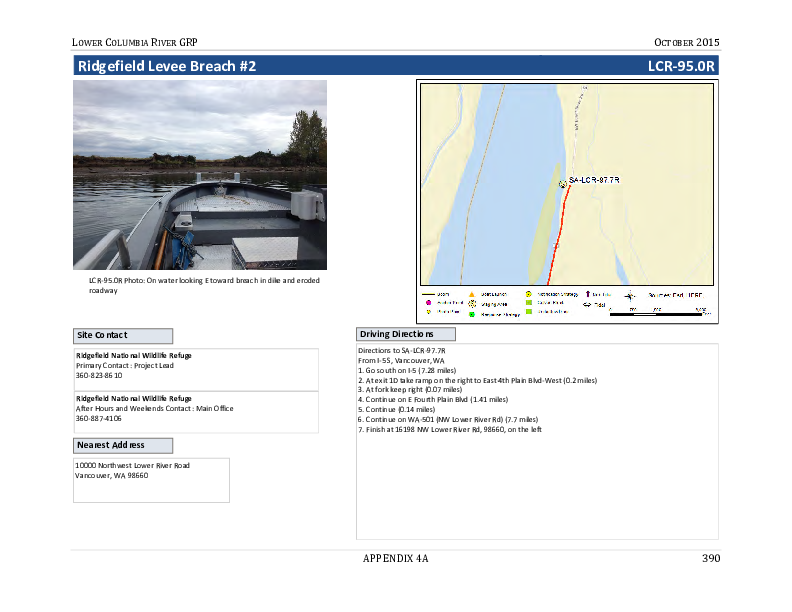 LOWER COLUMBIA RIVER GRP
OCTOBER 2015
Ridgefield Levee Breach #2
LCR-95.0R
SA-LCR-97.7R
Sources: Esri, HERE,
LCR-95.0R Photo: On water looking E toward breach in dike and eroded
roadway
Site Contact
Ridgefield National Wildlife Refuge
Primary Contact: Project Lead
360-823-8610
Ridgefield National Wildlife Refuge
After Hours and Weekends Contact: Main Office
360-887-4106
Nearest Address
10000 Northwest Lower River Road
Vancouver, WA 98660
Driving Directions
Directions to SA-LCR-97.7R
From I-5S, Vancouver, WA
1. Go south on I-5 (7.28 miles)
2. At exit 1D take ramp on the right to East 4th Plain Blvd-West (0.2 miles)
3. At fork keep right (0.07 miles)
4. Continue on E Fourth Plain Blvd (1.41 miles)
5. Continue (0.14 miles)
6. Continue on WA-501 (NW Lower River Rd) (7.7 miles)
7. Finish at 16198 NW Lower River Rd, 98660, on the left
APPENDIX 4A
390